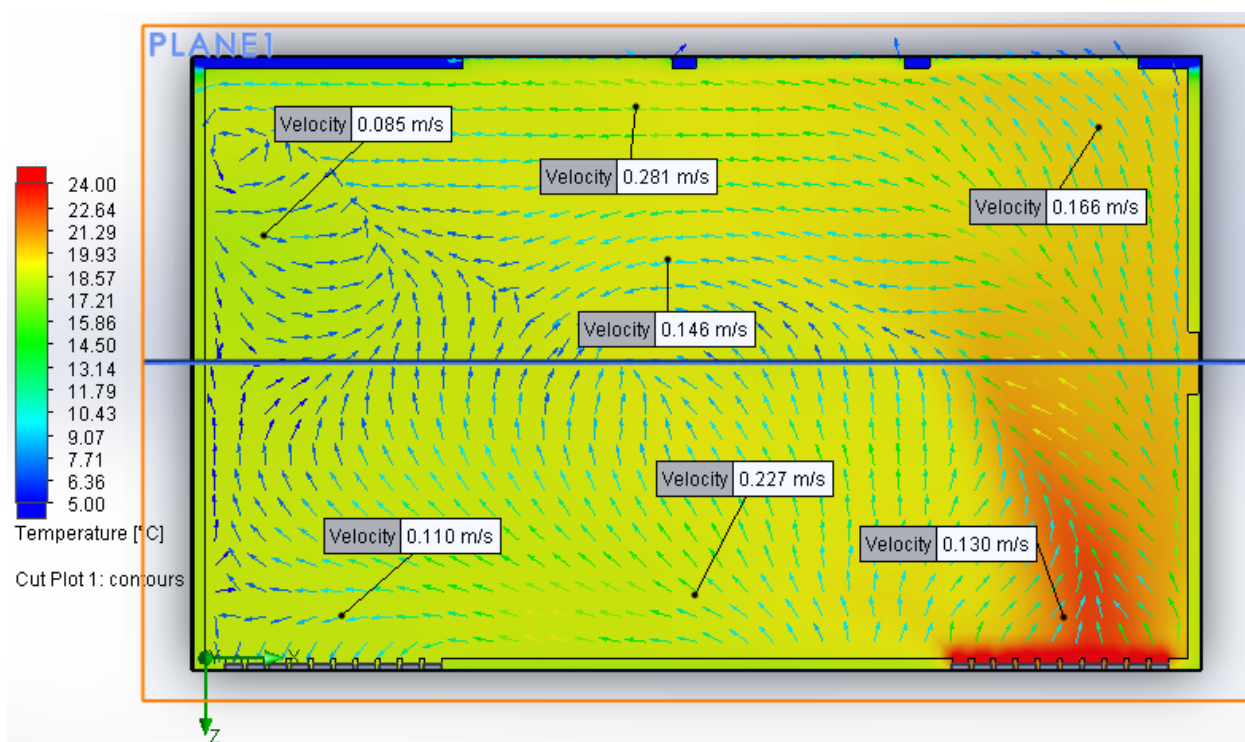 PLANE1
Velocity 0.085 m/s
Velocity 0.281 m/s
Velocity 0.166 m/s
Velocity 0.146 m/s
Velocity 0.227 m/s
Velocity 0.110 m/s
Velocity 0.130 m/s
24.00
22.64
21.29
19.93
18.57
17.21
15.86
14.50
13.14
11.79
10.43
9.07
7.71
6.36
5.00
Temperature [°C]
Cut Plot 1: contours
X
Z